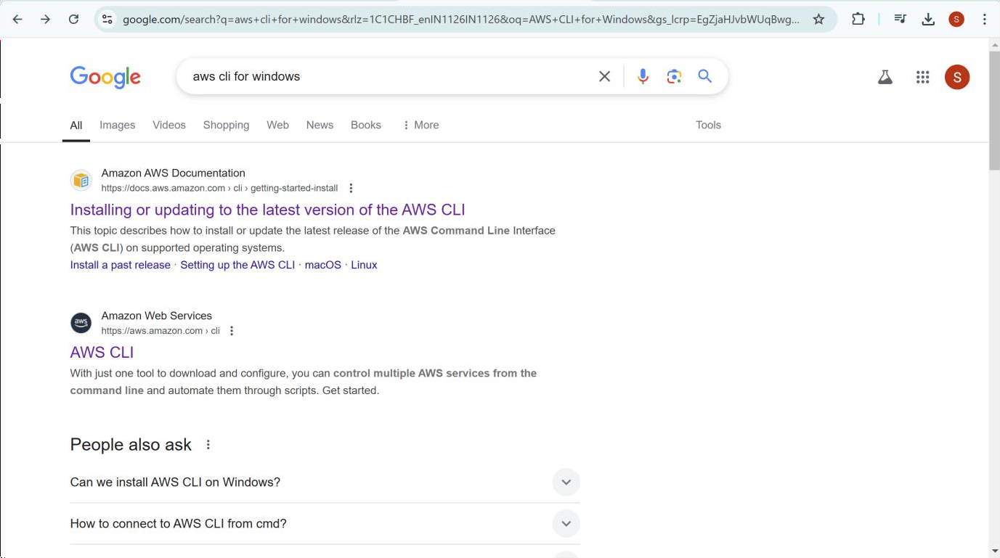 google.com/search?q=aws+cli+for+windows&rlz=1C1CHBF_enIN1126IN1126&oq=AWS+CLI+for+Windows&gs_lcrp=EgZjaHJvbWUqBwg...
S
Google
aws cli for windows
S
All Images Videos Shopping Web News Books More Tools
Amazon AWS Documentation
https://docs.aws.amazon.com › cli › getting-started-install
Installing or updating to the latest version of the AWS CLI
This topic describes how to install or update the latest release of the AWS Command Line Interface
(AWS CLI) on supported operating systems.
Install a past release · Setting up the AWS CLI · macOS · Linux
aws
Amazon Web Services
https://aws.amazon.com › cli
AWS CLI
With just one tool to download and configure, you can control multiple AWS services from the
command line and automate them through scripts. Get started.
People also ask
Can we install AWS CLI on Windows?
How to connect to AWS CLI from cmd?